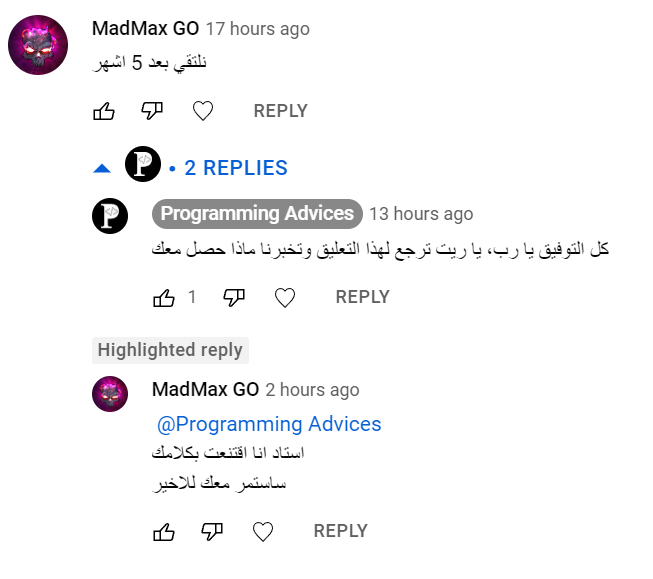 MadMax GO 17 hours ago
نلتقي بعد 5 اشهر
REPLY
• 2 REPLIES
Programming Advices 13 hours ago
كل التوفيق يا رب، يا ريت ترجع لهذا التعليق وتخبرنا ماذا حصل معك
1 REPLY
Highlighted reply
MadMax GO 2 hours ago
@Programming Advices
استاد انا اقتنعت بكلامك
ساستمر معك للاخير
REPLY